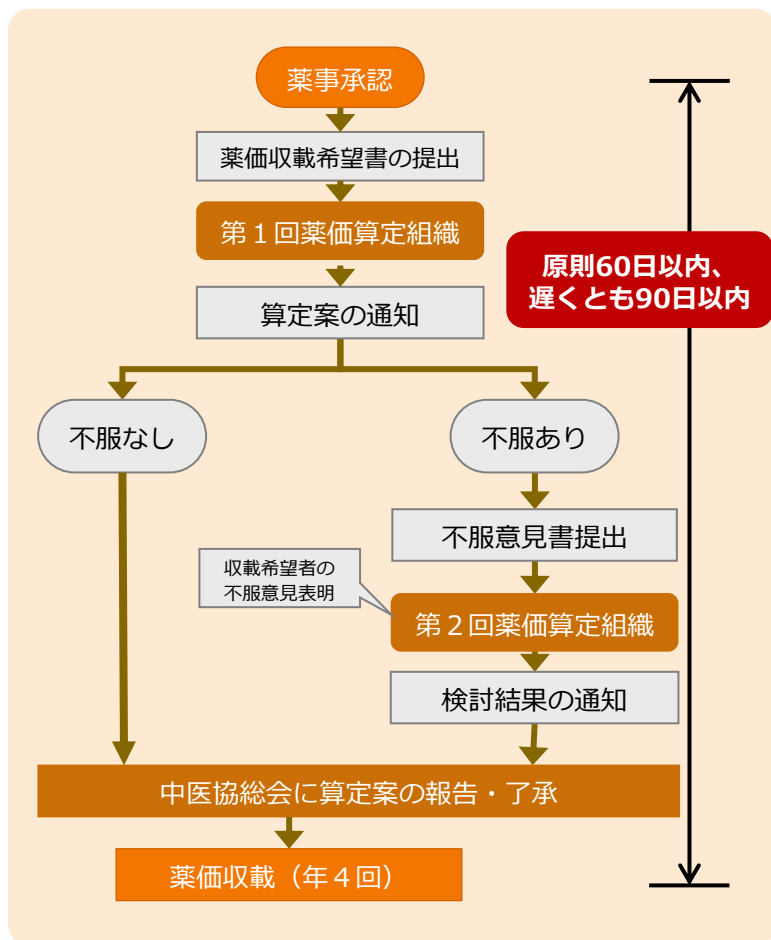 薬事承認
薬価収載希望書の提出
第１回薬価算定組織
原則60日以内、
遅くとも90日以内
算定案の通知
不服なし
不服あり
不服意見書提出
収載希望者の
不服意見表明
第２回薬価算定組織
検討結果の通知
中医協総会に算定案の報告・了承
薬価収載（年４回）